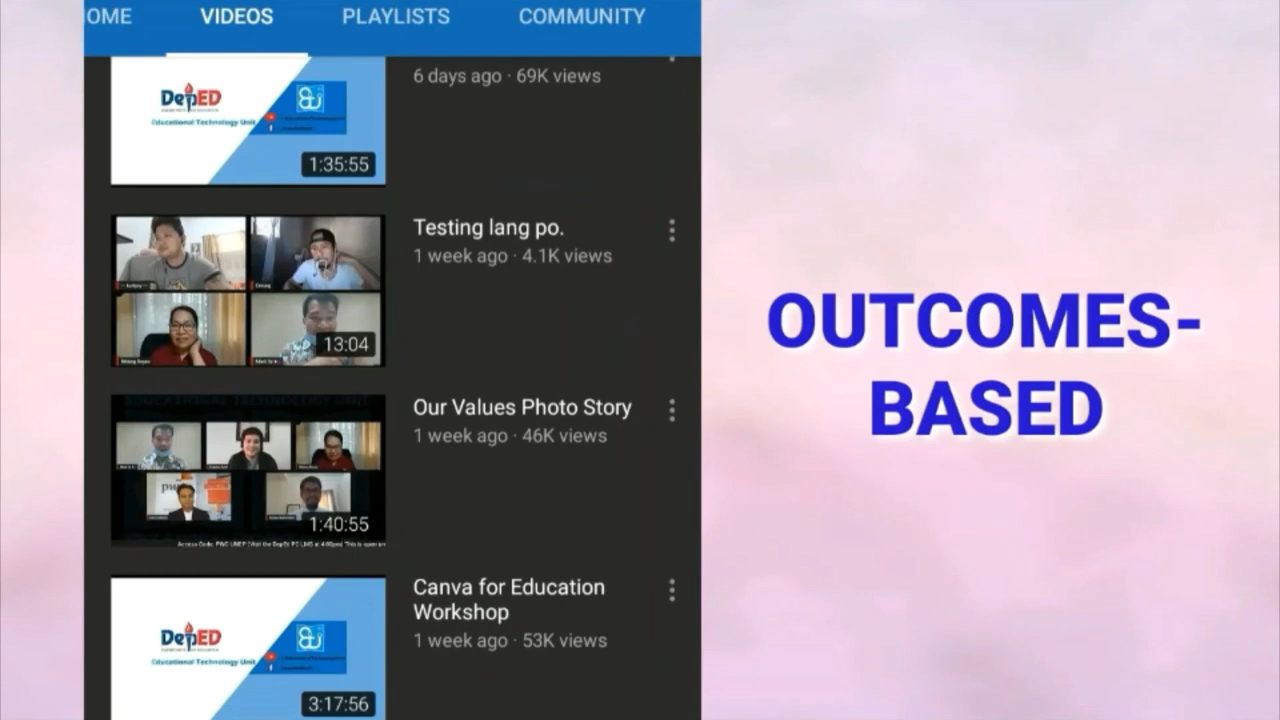 OME
VIDEOS
PLAYLISTS
COMMUNITY
DepED
Educational Technology Unit
1:35:55
6 days ago · 69K views
Testing lang po.
1 week ago · 4.1K views
13:04
Our Values Photo Story
1 week ago · 46K views
EDUCATIONAL TECHNOLOGY UNIT
1:40:55
Canva for Education
Workshop
1 week ago · 53K views
DepED
Educational Technology Unit
3:17:56
OUTCOMES-
BASED